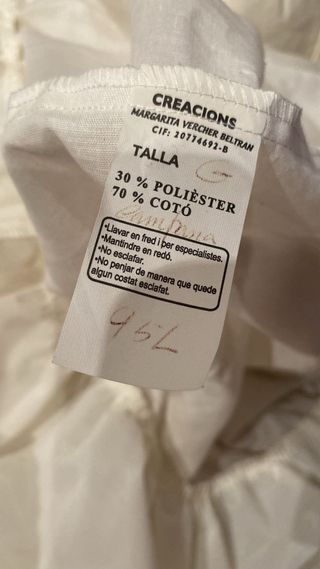 CREACIONS
MARGARITA VERCHER BELTRAN
CIF: 20774692-B
TALLA G
30 % POLIÈSTER
70 % COTÓ
•Llavar en fred i per especialistes.
•Mantindre en redó.
•No esclafar.
•No penjar de manera que quede
algun costat esclafat.
95L